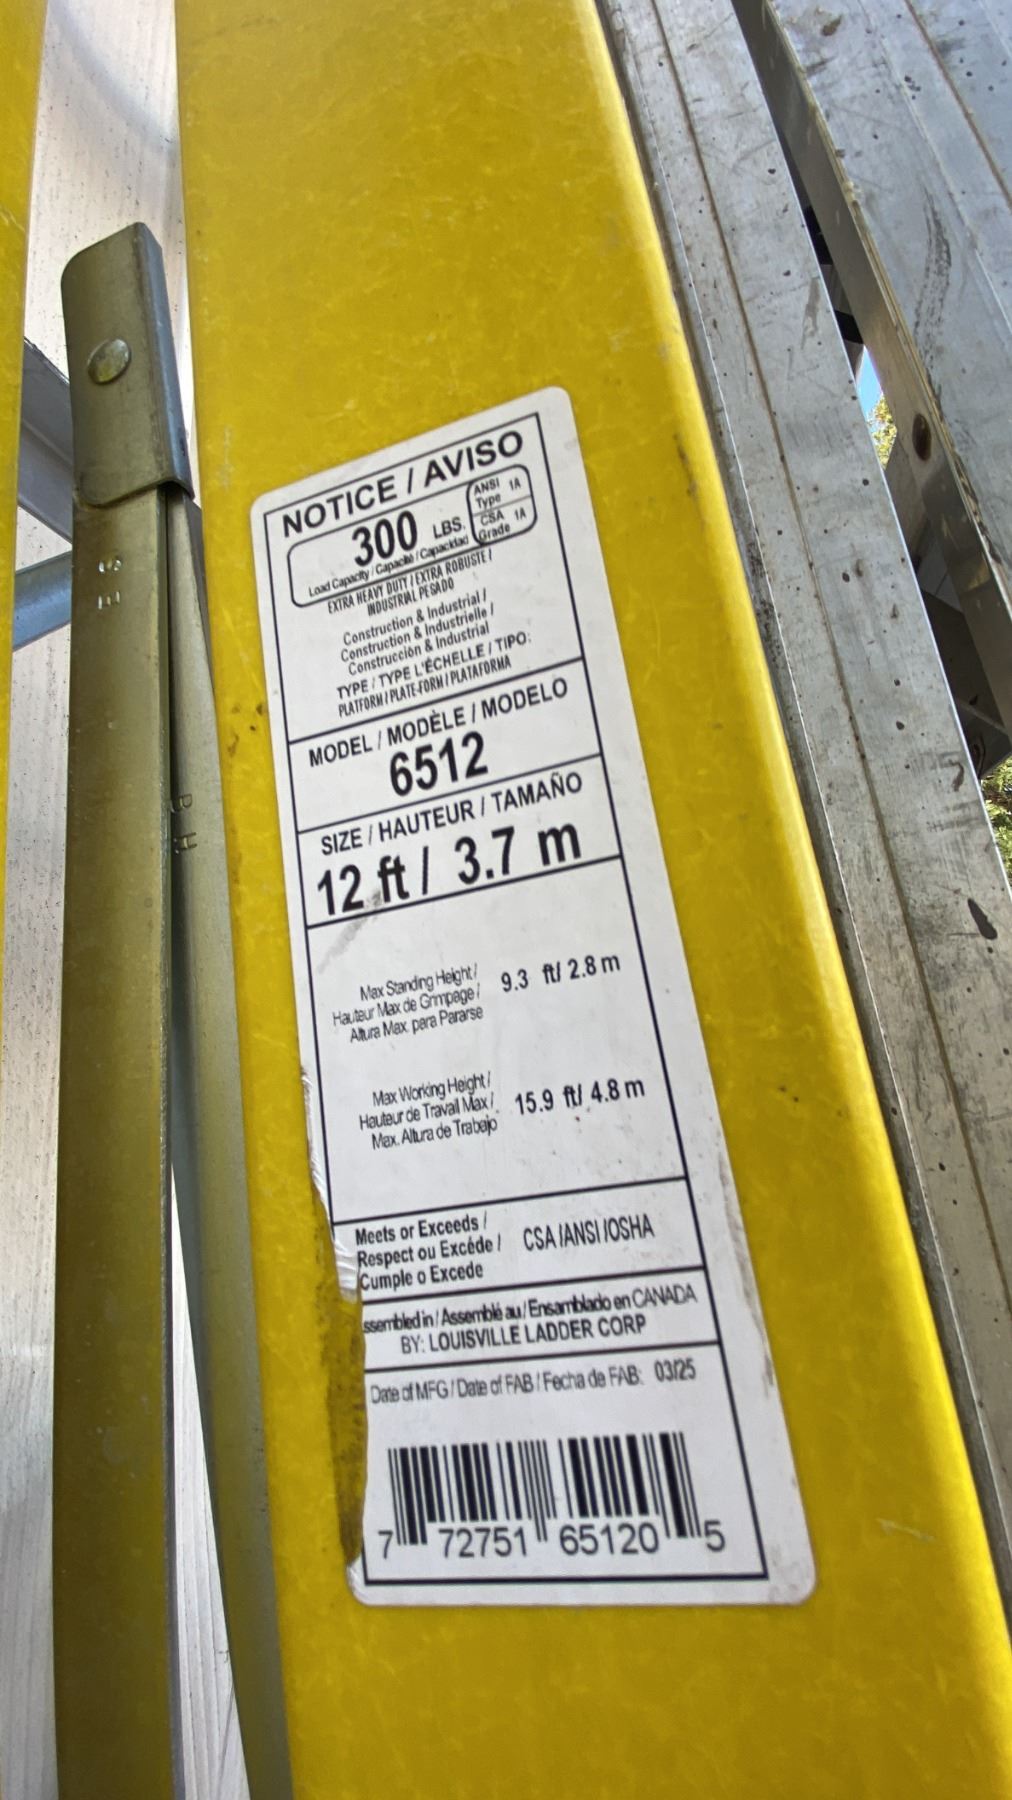 NOTICE / AVISO
300 LBS.
ANSI Type 1A
CSA Grade 1A
Load Capacity / Capacité / Capacidad
EXTRA HEAVY DUTY / EXTRA ROBUSTE /
INDUSTRIAL PESADO
Construction & Industrial /
Construction & Industrielle /
Construcción & Industrial
TYPE / TYPE L'ÉCHELLE / TIPO:
PLATFORM / PLATE-FORM / PLATAFORMA
MODEL / MODÈLE / MODELO
6512
SIZE / HAUTEUR / TAMAÑO
12 ft / 3.7 m
Max Standing Height /
Hauteur Max de Grimpage /
Altura Max. para Pararse
9.3 ft/ 2.8 m
Max Working Height /
Hauteur de Travail Max /
Max. Altura de Trabajo
15.9 ft/ 4.8 m
Meets or Exceeds /
Respect ou Excéde /
Cumple o Excede
CSA /ANSI /OSHA
ssembled in / Assemblé au / Ensamblado en CANADA
BY: LOUISVILLE LADDER CORP
Date of MFG / Date of FAB / Fecha de FAB: 03/25
7 72751 65120 5